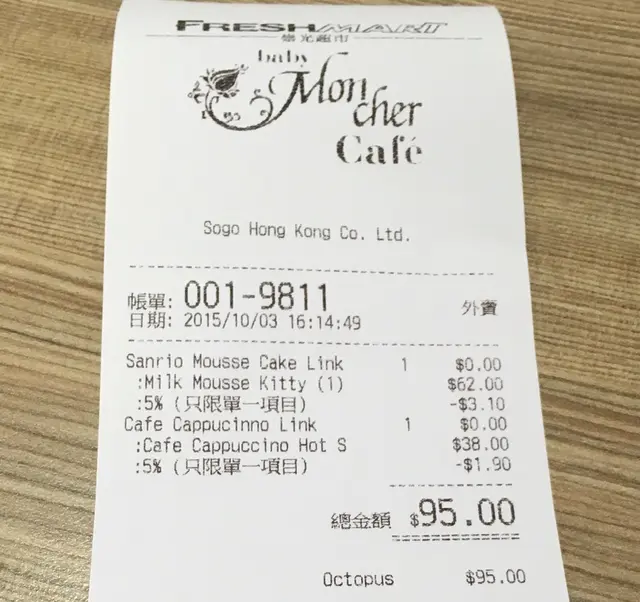 FRESHMART
崇光超市
baby
Mon
cher
Café
Sogo Hong Kong Co. Ltd.
帳單: 001-9811
日期: 2015/10/03 16:14:49 外賣
Sanrio Mousse Cake Link 1 $0.00
:Milk Mousse Kitty (1) $62.00
:5% (只限單一項目) -$3.10
Cafe Cappucinno Link 1 $0.00
:Cafe Cappuccino Hot S $38.00
:5% (只限單一項目) -$1.90
總金額 $95.00
Octopus $95.00